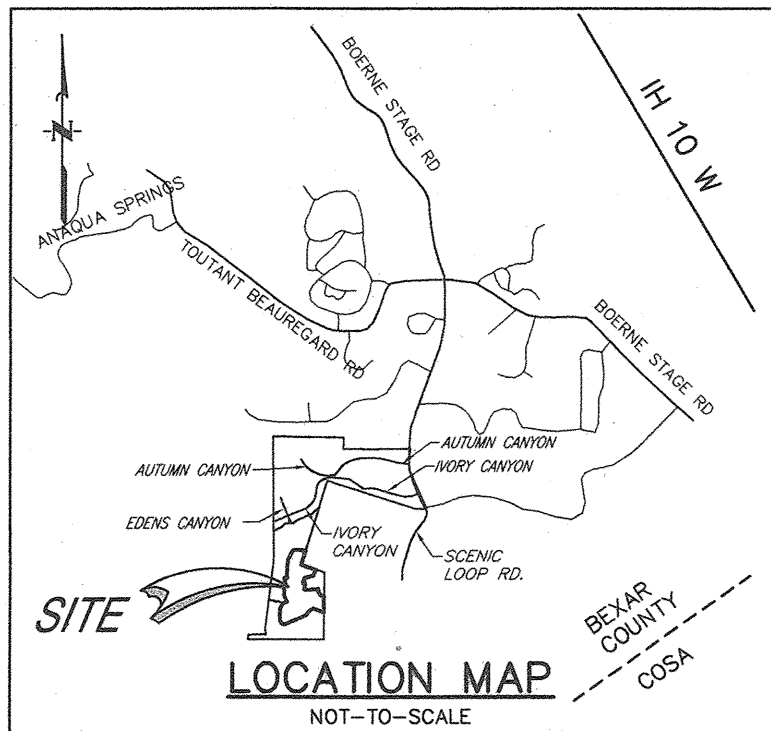 BOERNE STAGE RD
IH 10 W
N
ANAQUA SPRINGS
TOUTANT BEAUREGARD RD
BOERNE STAGE RD
AUTUMN CANYON
AUTUMN CANYON
IVORY CANYON
EDENS CANYON
IVORY
CANYON
SCENIC
LOOP RD.
SITE
BEXAR
COUNTY
COSA
LOCATION MAP
NOT-TO-SCALE